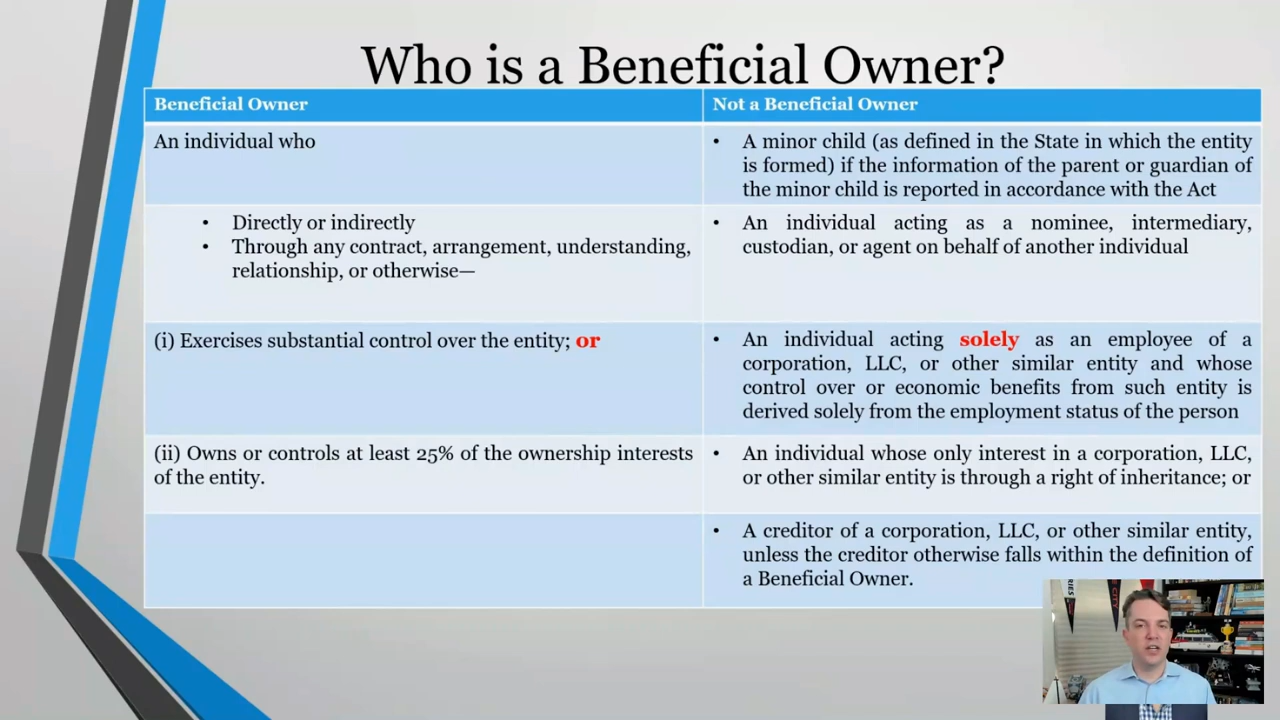 Who is a Beneficial Owner?
Beneficial Owner
Not a Beneficial Owner
An individual who
• A minor child (as defined in the State in which the entity
is formed) if the information of the parent or guardian of
the minor child is reported in accordance with the Act
• Directly or indirectly
• Through any contract, arrangement, understanding,
relationship, or otherwise—
• An individual acting as a nominee, intermediary,
custodian, or agent on behalf of another individual
(i) Exercises substantial control over the entity; or
• An individual acting solely as an employee of a
corporation, LLC, or other similar entity and whose
control over or economic benefits from such entity is
derived solely from the employment status of the person
(ii) Owns or controls at least 25% of the ownership interests
of the entity.
• An individual whose only interest in a corporation, LLC,
or other similar entity is through a right of inheritance; or
• A creditor of a corporation, LLC, or other similar entity,
unless the creditor otherwise falls within the definition of
a Beneficial Owner.